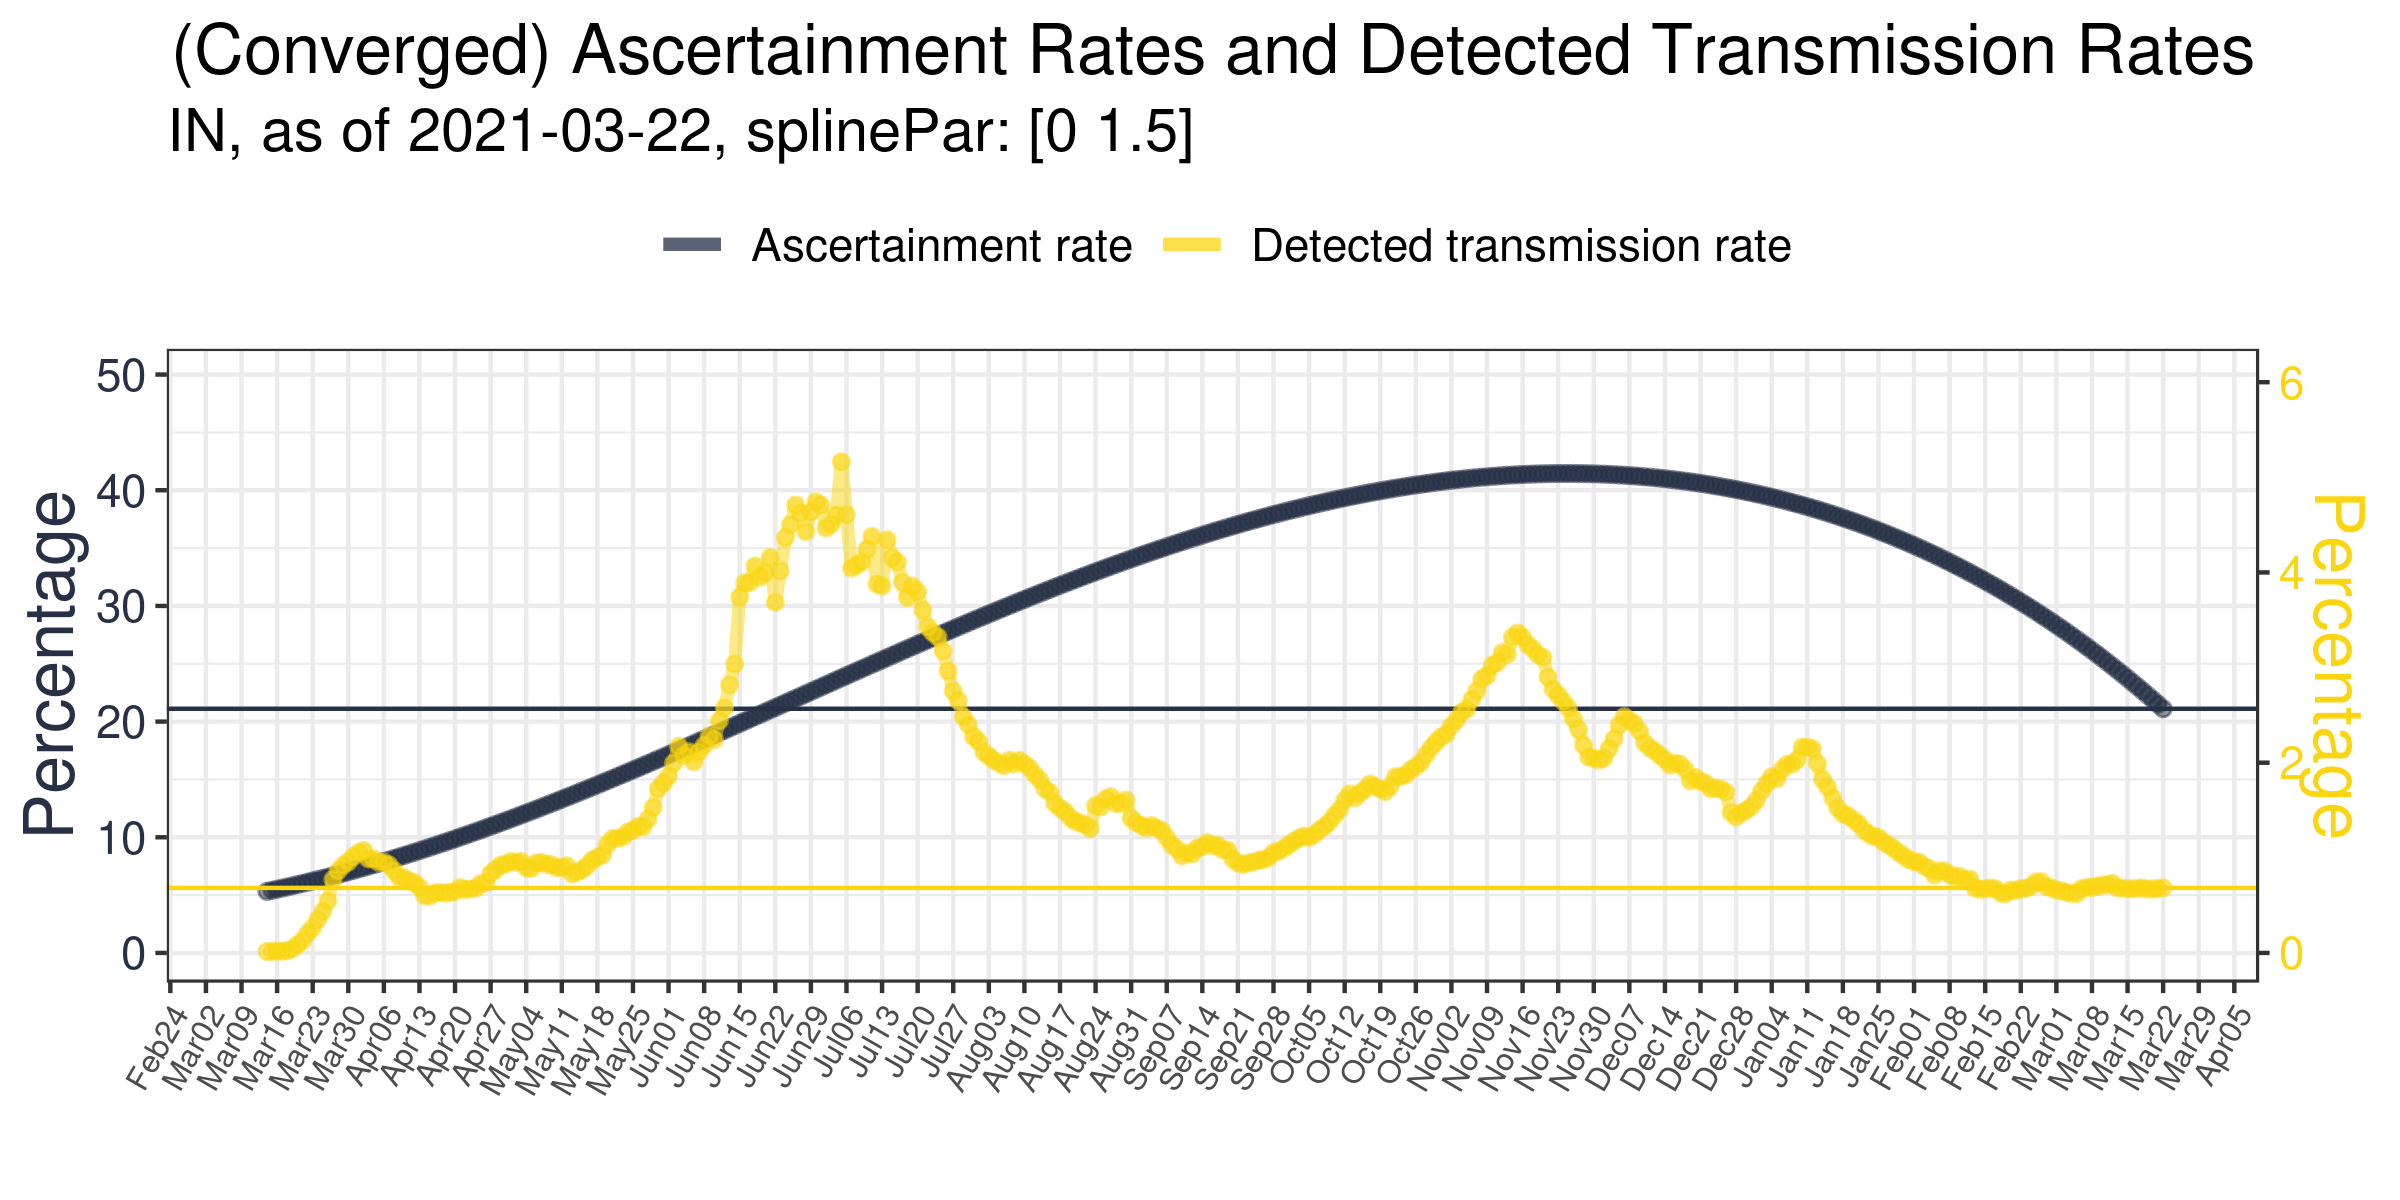 (Converged) Ascertainment Rates and Detected Transmission Rates
IN, as of 2021-03-22, splinePar: [0 1.5]
Ascertainment rate
Detected transmission rate
Percentage
50
40
30
20
10
0
6
4
2
0
Percentage
Feb24
Mar02
Mar09
Mar16
Mar23
Mar30
Apr06
Apr13
Apr20
Apr27
May04
May11
May18
May25
Jun01
Jun08
Jun15
Jun22
Jun29
Jul06
Jul13
Jul20
Jul27
Aug03
Aug10
Aug17
Aug24
Aug31
Sep07
Sep14
Sep21
Sep28
Oct05
Oct12
Oct19
Oct26
Nov02
Nov09
Nov16
Nov23
Nov30
Dec07
Dec14
Dec21
Dec28
Jan04
Jan11
Jan18
Jan25
Feb01
Feb08
Feb15
Feb22
Mar01
Mar08
Mar15
Mar22
Mar29
Apr05